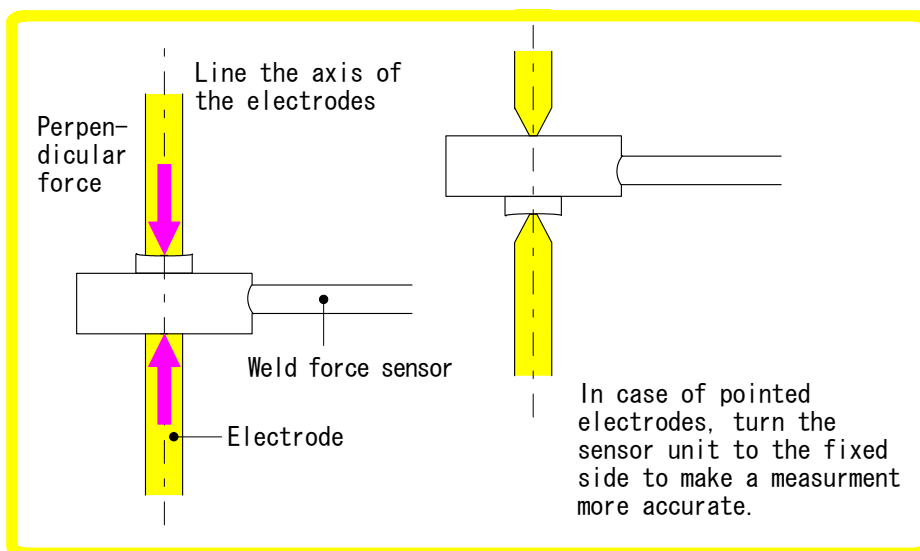 Line the axis of
the electrodes
Perpen-
dicular
force
Weld force sensor
Electrode
In case of pointed
electrodes, turn the
sensor unit to the fixed
side to make a measurment
more accurate.